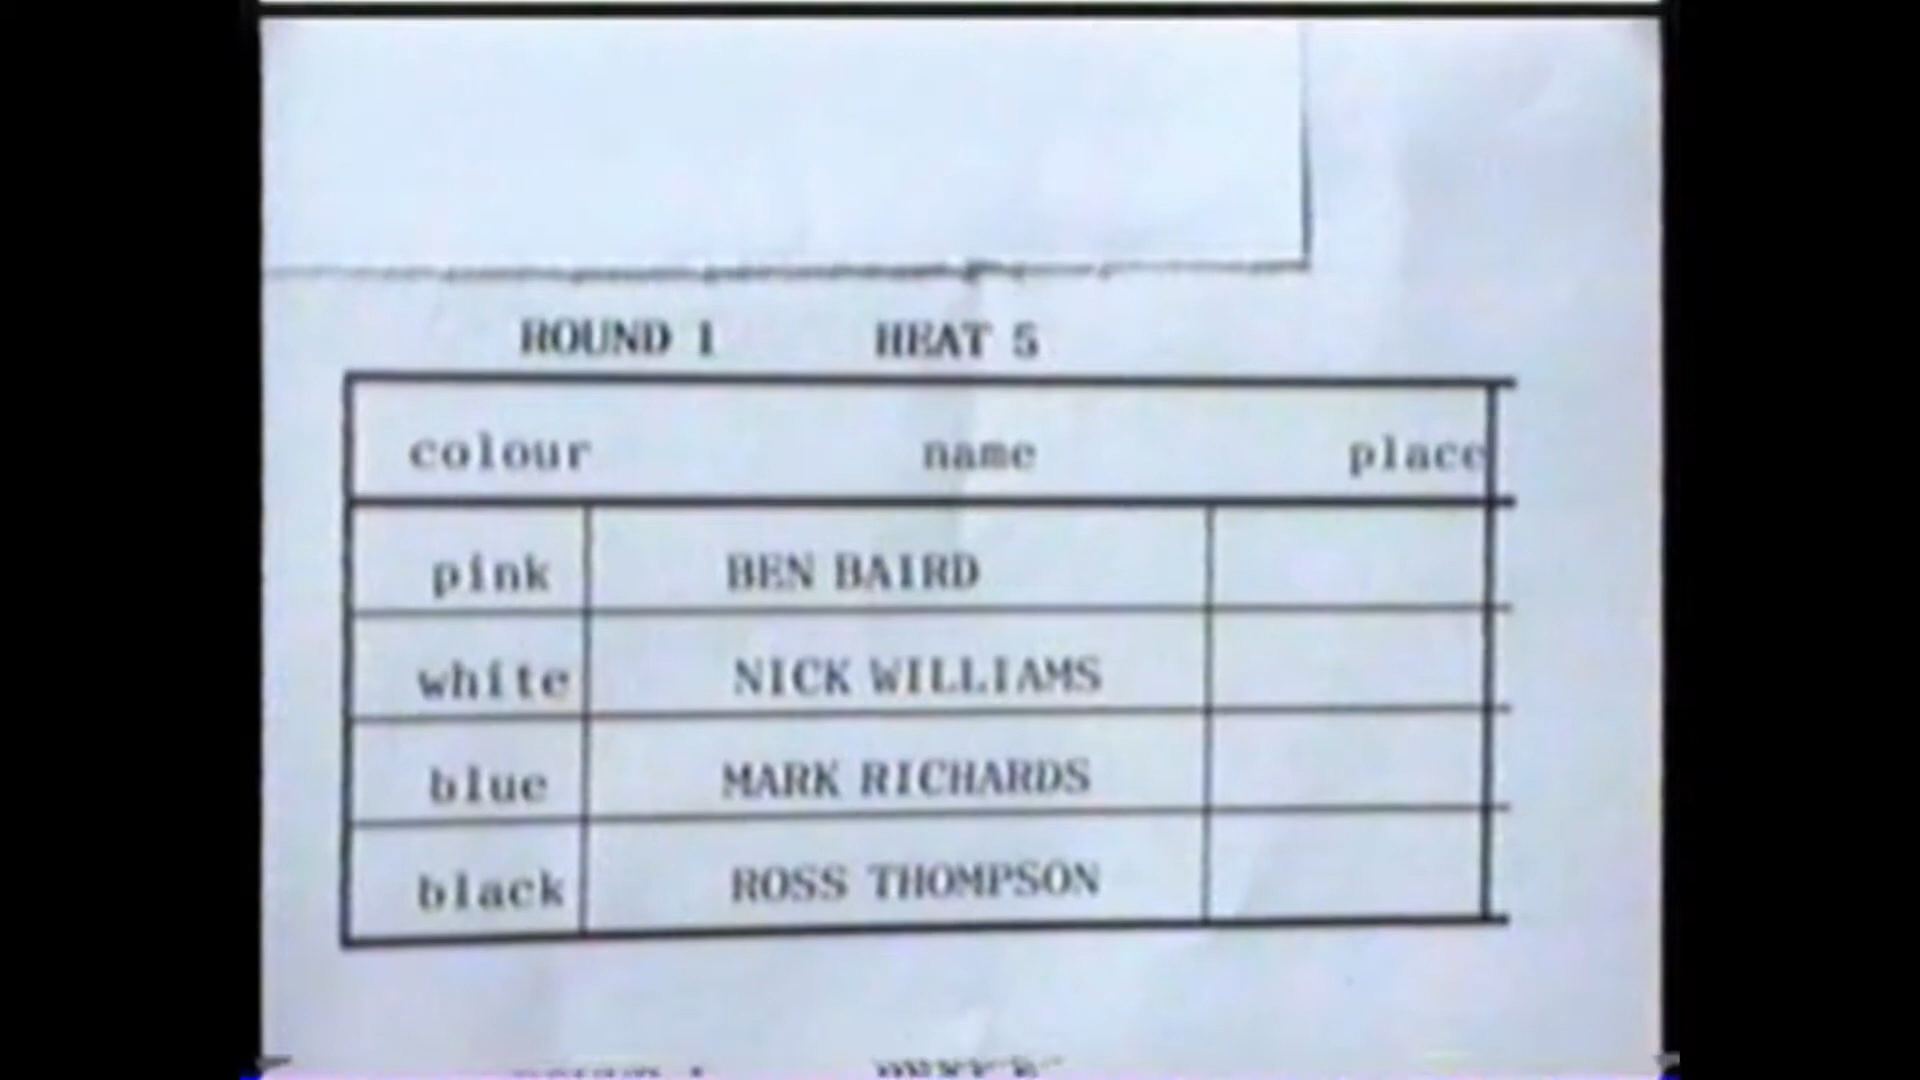 ROUND 1 HEAT 5
colour name place
pink BEN BAIRD
white NICK WILLIAMS
blue MARK RICHARDS
black ROSS THOMPSON